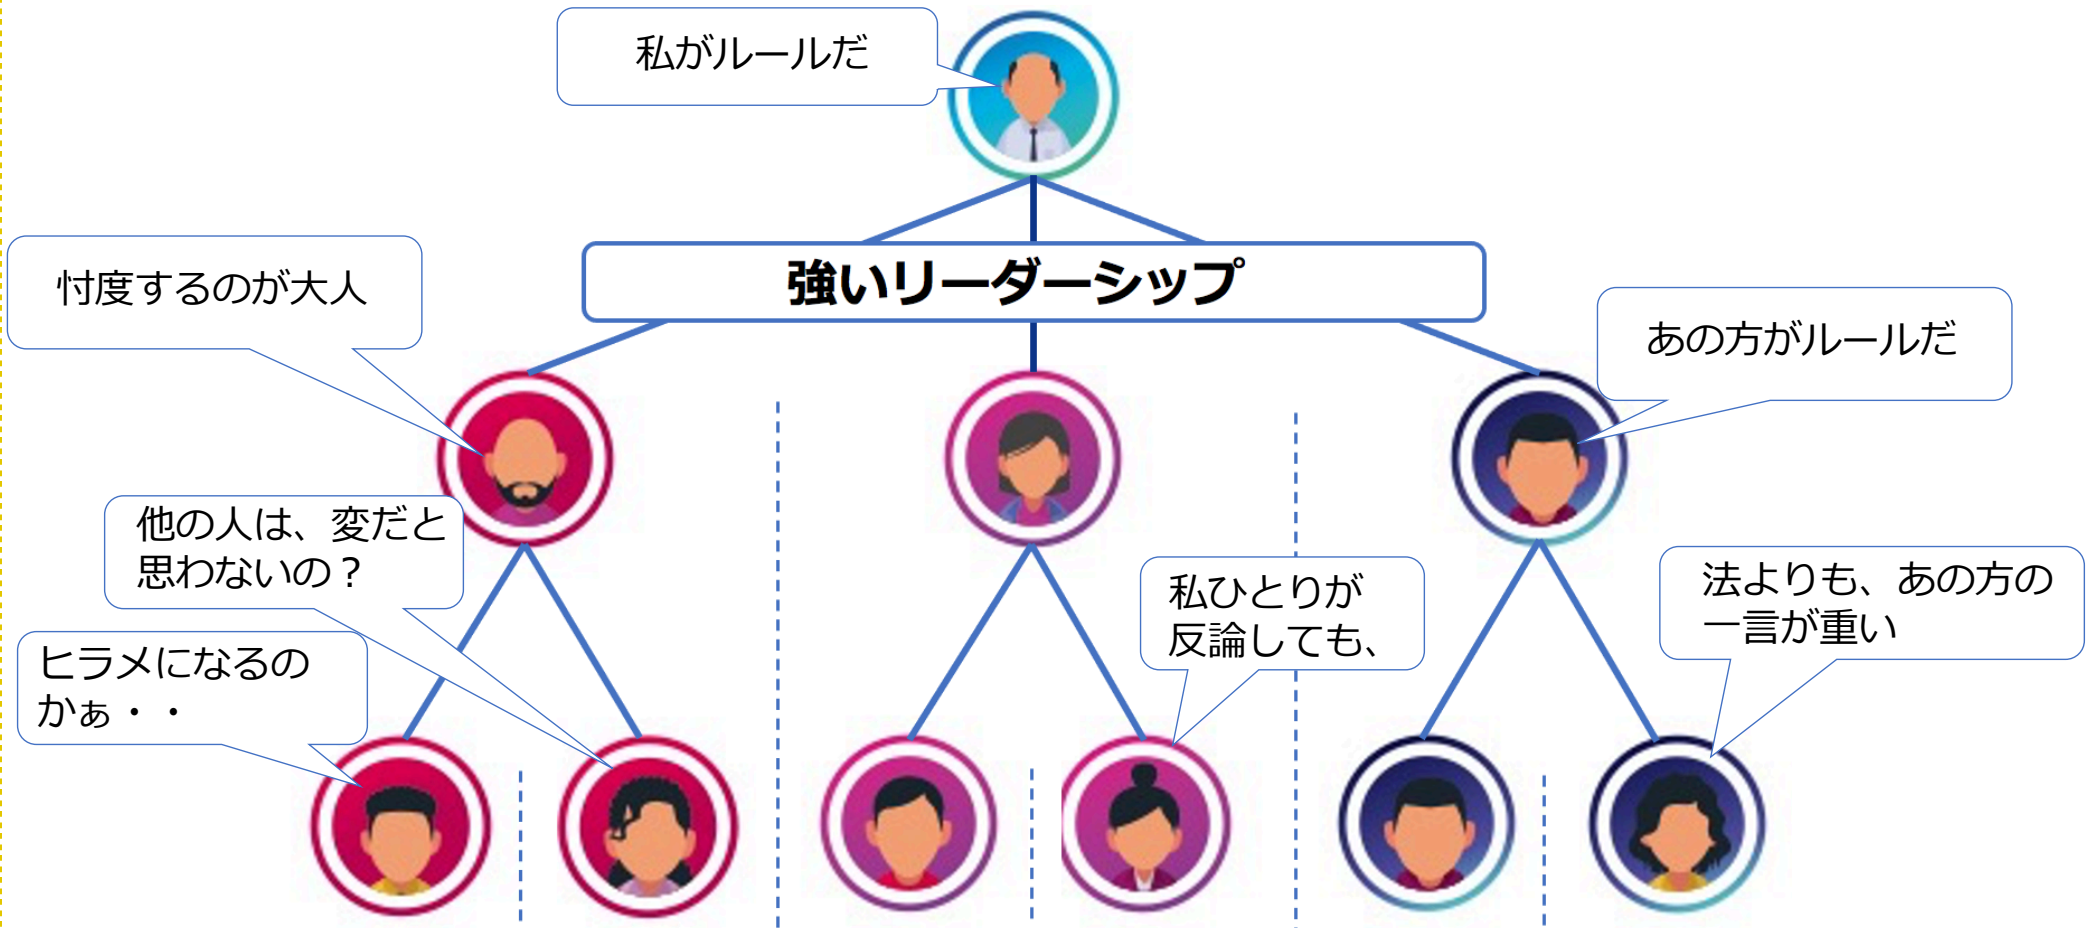 私がルールだ
強いリーダーシップ
忖度するのが大人
あの方がルールだ
他の人は、変だと
思わないの？
私ひとりが
反論しても、
法よりも、あの方の
一言が重い
ヒラメになるの
かぁ・・